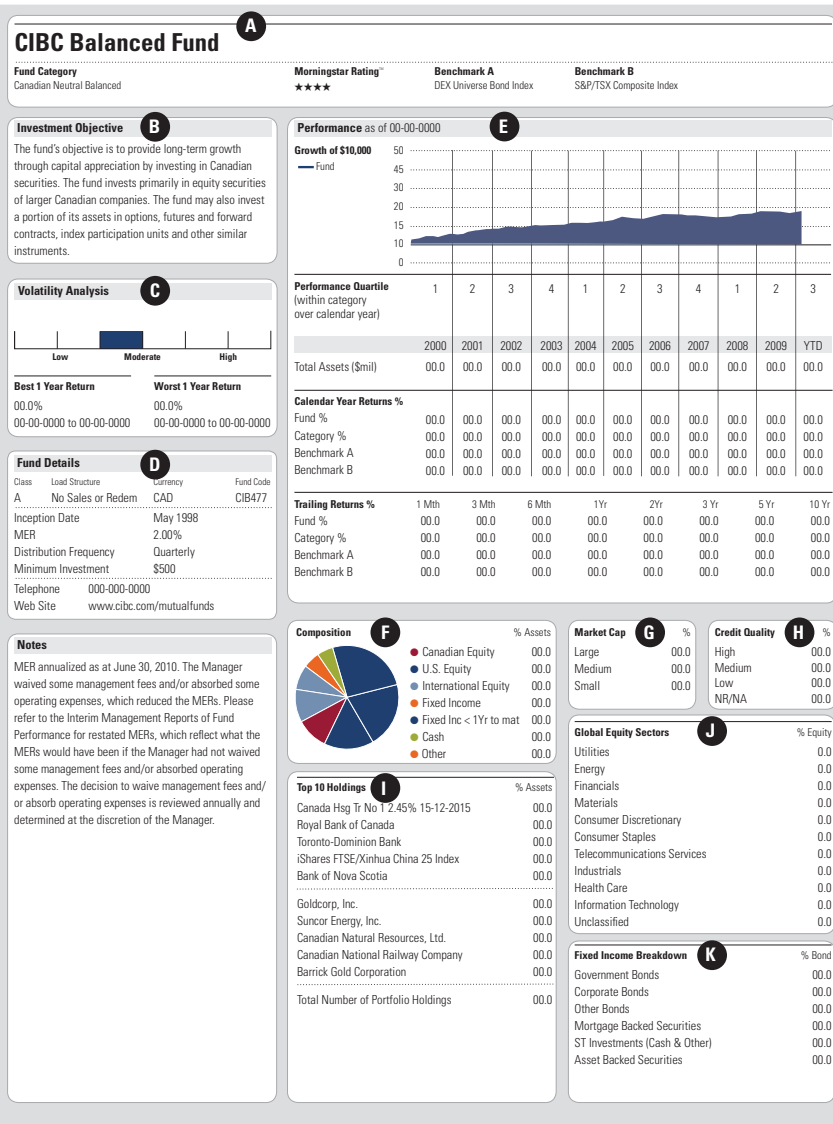 A
CIBC Balanced Fund
Fund Category Morningstar Rating™ Benchmark A Benchmark B
Canadian Neutral Balanced ★★★★ DEX Universe Bond Index S&P/TSX Composite Index
Investment Objective B
The fund's objective is to provide long-term growth
through capital appreciation by investing in Canadian
securities. The fund invests primarily in equity securities
of larger Canadian companies. The fund may also invest
a portion of its assets in options, futures and forward
contracts, index participation units and other similar
instruments.
Volatility Analysis C
Low Moderate High
Best 1 Year Return Worst 1 Year Return
00.0% 00.0%
00-00-0000 to 00-00-0000 00-00-0000 to 00-00-0000
Fund Details D
Class Load Structure Currency Fund Code
A No Sales or Redem CAD CIB477
Inception Date May 1998
MER 2.00%
Distribution Frequency Quarterly
Minimum Investment $500
Telephone 000-000-0000
Web Site www.cibc.com/mutualfunds
Notes
MER annualized as at June 30, 2010. The Manager
waived some management fees and/or absorbed some
operating expenses, which reduced the MERs. Please
refer to the Interim Management Reports of Fund
Performance for restated MERs, which reflect what the
MERs would have been if the Manager had not waived
some management fees and/or absorbed operating
expenses. The decision to waive management fees and/
or absorb operating expenses is reviewed annually and
determined at the discretion of the Manager.
Performance as of 00-00-0000 E
Growth of $10,000 50
Fund 45
30
20
15
10
0
Performance Quartile 1 2 3 4 1 2 3 4 1 2 3
(within category
over calendar year)
2000 2001 2002 2003 2004 2005 2006 2007 2008 2009 YTD
Total Assets ($mil) 00.0 00.0 00.0 00.0 00.0 00.0 00.0 00.0 00.0 00.0 00.0
Calendar Year Returns %
Fund % 00.0 00.0 00.0 00.0 00.0 00.0 00.0 00.0 00.0 00.0 00.0
Category % 00.0 00.0 00.0 00.0 00.0 00.0 00.0 00.0 00.0 00.0 00.0
Benchmark A 00.0 00.0 00.0 00.0 00.0 00.0 00.0 00.0 00.0 00.0 00.0
Benchmark B 00.0 00.0 00.0 00.0 00.0 00.0 00.0 00.0 00.0 00.0 00.0
Trailing Returns % 1 Mth 3 Mth 6 Mth 1Yr 2Yr 3 Yr 5 Yr 10 Yr
Fund % 00.0 00.0 00.0 00.0 00.0 00.0 00.0 00.0
Category % 00.0 00.0 00.0 00.0 00.0 00.0 00.0 00.0
Benchmark A 00.0 00.0 00.0 00.0 00.0 00.0 00.0 00.0
Benchmark B 00.0 00.0 00.0 00.0 00.0 00.0 00.0 00.0
Composition F % Assets
Canadian Equity 00.0
U.S. Equity 00.0
International Equity 00.0
Fixed Income 00.0
Fixed Inc < 1Yr to mat 00.0
Cash 00.0
Other 00.0
Top 10 Holdings I % Assets
Canada Hsg Tr No 1 2.45% 15-12-2015 00.0
Royal Bank of Canada 00.0
Toronto-Dominion Bank 00.0
iShares FTSE/Xinhua China 25 Index 00.0
Bank of Nova Scotia 00.0
Goldcorp, Inc. 00.0
Suncor Energy, Inc. 00.0
Canadian Natural Resources, Ltd. 00.0
Canadian National Railway Company 00.0
Barrick Gold Corporation 00.0
Total Number of Portfolio Holdings 00.0
Market Cap G %
Large 00.0
Medium 00.0
Small 00.0
Credit Quality H %
High 00.0
Medium 00.0
Low 00.0
NR/NA 00.0
Global Equity Sectors J % Equity
Utilities 0.0
Energy 0.0
Financials 0.0
Materials 0.0
Consumer Discretionary 0.0
Consumer Staples 0.0
Telecommunications Services 0.0
Industrials 0.0
Health Care 0.0
Information Technology 0.0
Unclassified 0.0
Fixed Income Breakdown K % Bond
Government Bonds 00.0
Corporate Bonds 00.0
Other Bonds 00.0
Mortgage Backed Securities 00.0
ST Investments (Cash & Other) 00.0
Asset Backed Securities 00.0